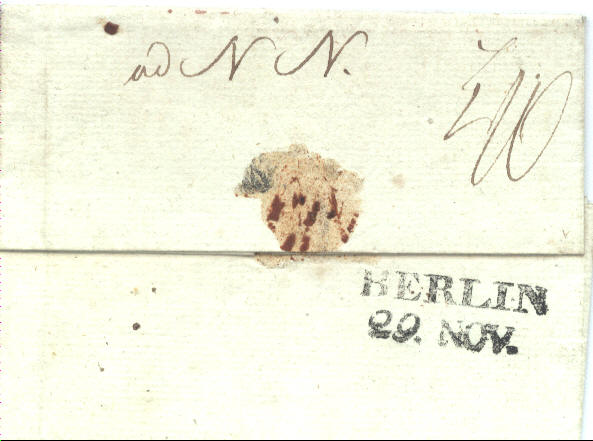 ad N N.
BERLIN
29. NOV.